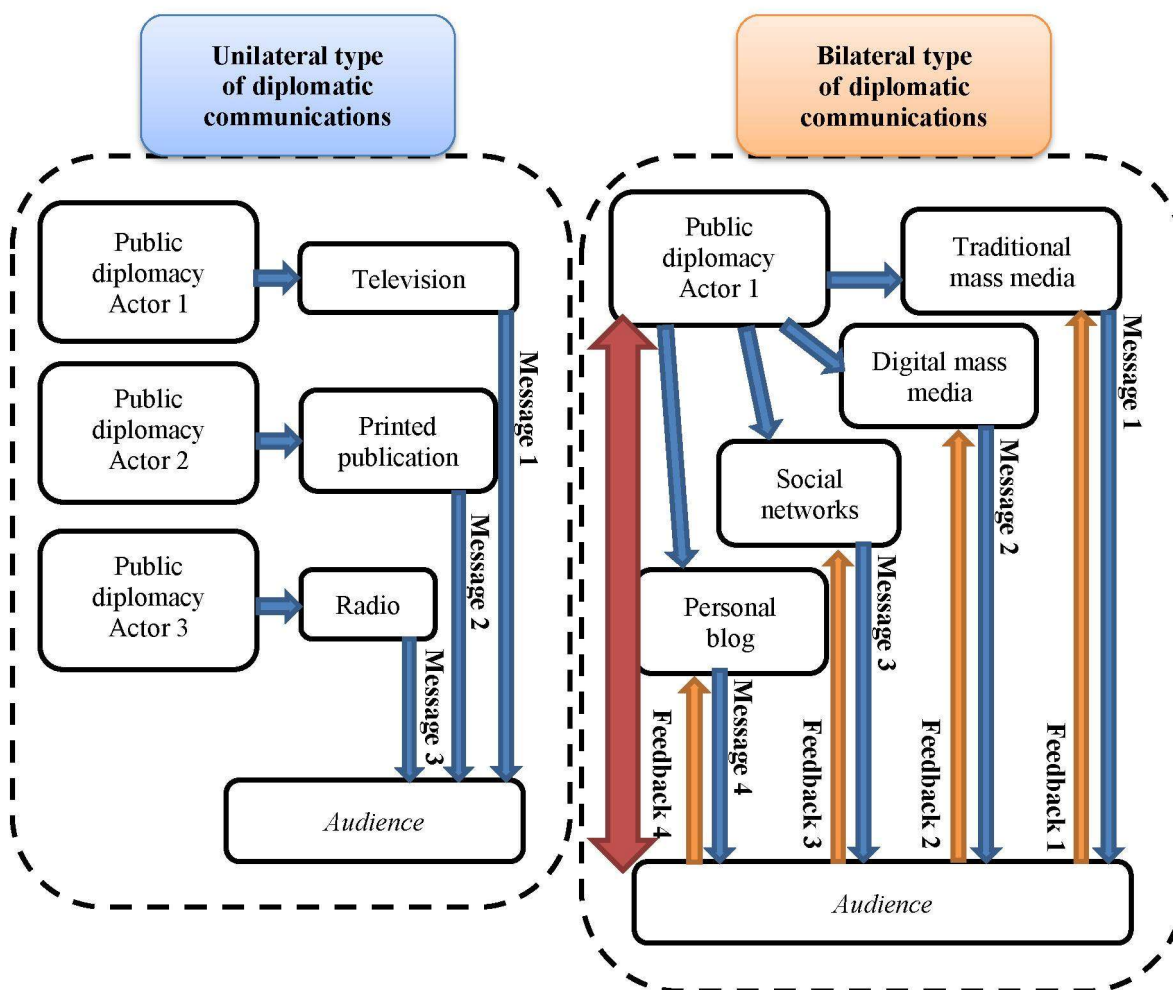 Unilateral type
of diplomatic
communications
Public
diplomacy
Actor 1
Television
Message 1
Public
diplomacy
Actor 2
Printed
publication
Message 2
Public
diplomacy
Actor 3
Radio
Message 3
Audience
Bilateral type
of diplomatic
communications
Public
diplomacy
Actor 1
Traditional
mass media
Message 1
Digital mass
media
Message 2
Social
networks
Message 3
Personal
blog
Message 4
Feedback 4
Feedback 3
Feedback 2
Feedback 1
Audience